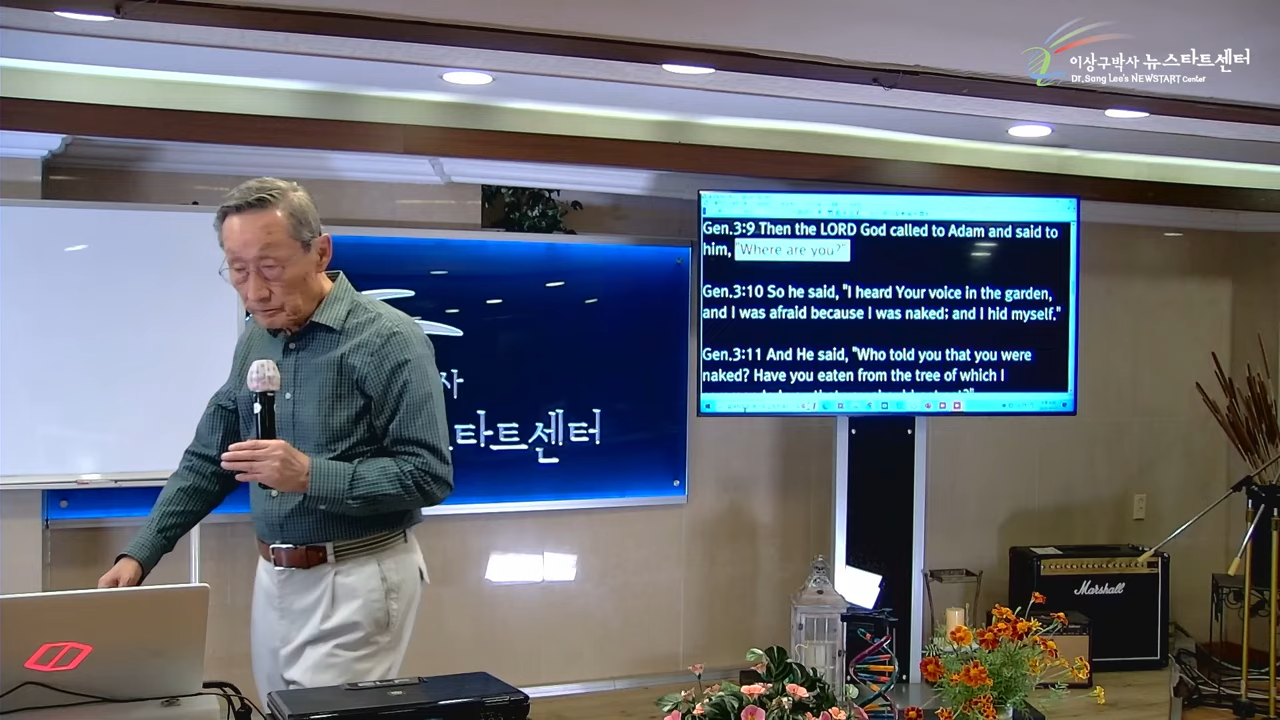 이상구박사 뉴스타트센터
Dr.Sang Lee's NEWSTART Center
Gen.3:9 Then the LORD God called to Adam and said to
him, "Where are you?"
Gen.3:10 So he said, "I heard Your voice in the garden,
and I was afraid because I was naked; and I hid myself."
Gen.3:11 And He said, "Who told you that you were
naked? Have you eaten from the tree of which I
사
스타트센터
Marshall